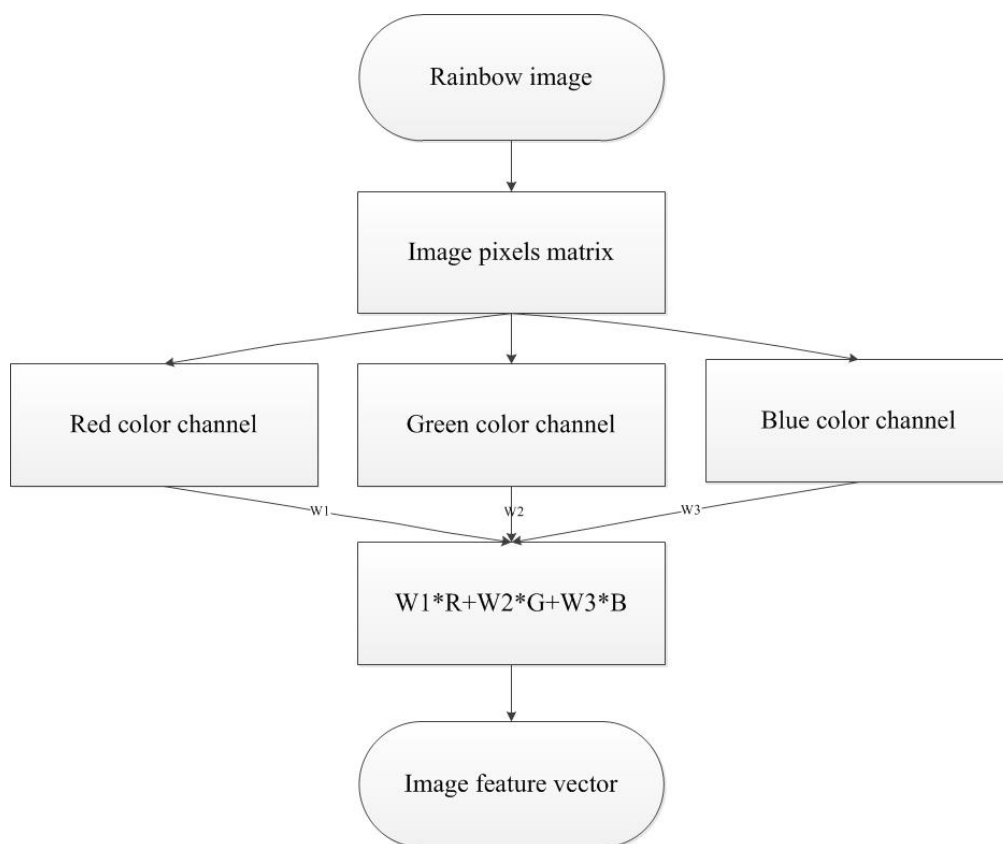 Rainbow image
Image pixels matrix
Red color channel
Green color channel
Blue color channel
W1
W2
W3
W1*R+W2*G+W3*B
Image feature vector